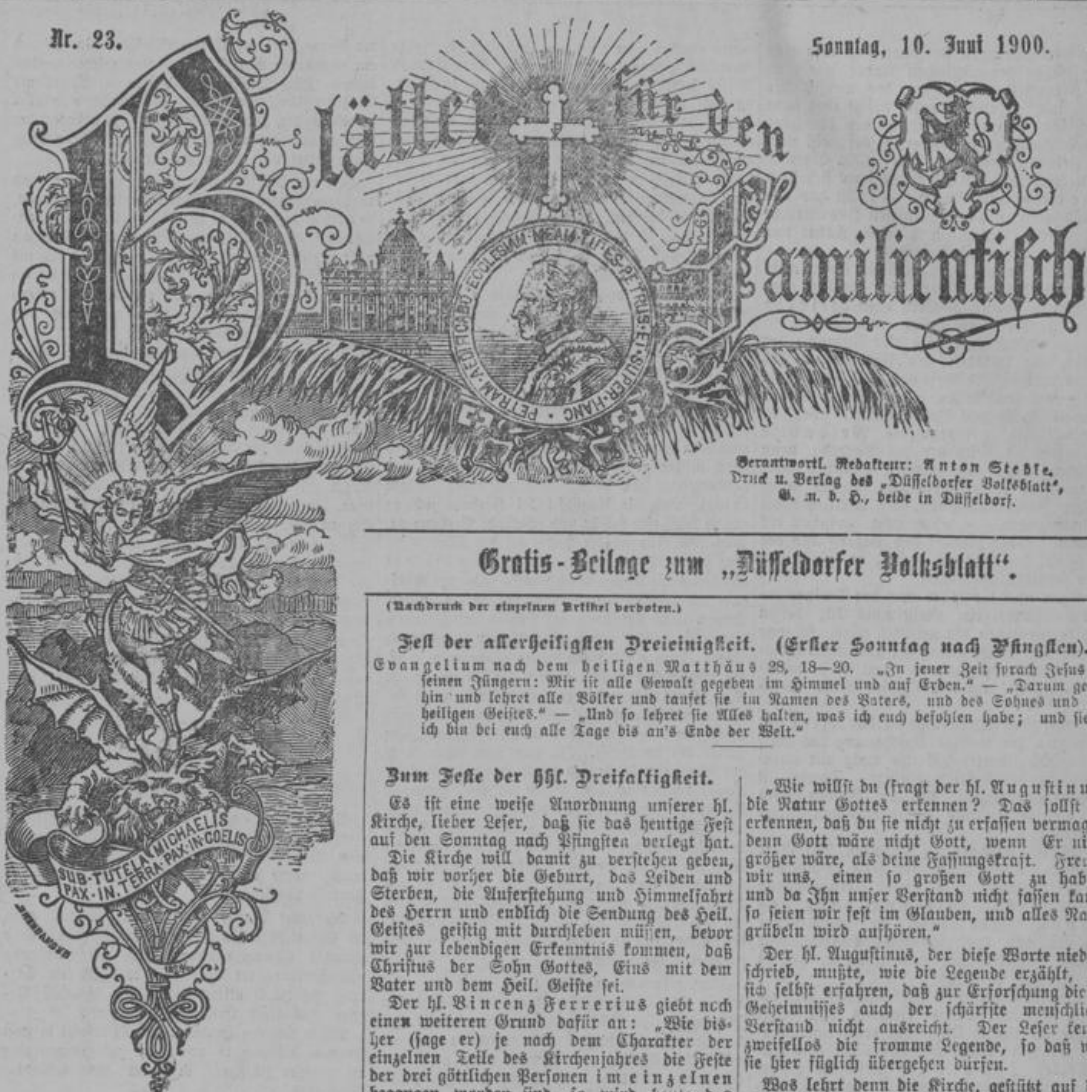 Nr. 23.
Sonntag, 10. Juni 1900.
Blätter für den
Familientisch
PETRAM·AEDIFICABO·ECCLESIAM·MEAM·TU·ES·PETRUS·ET·SUPER·HANC
Verantwortl. Redakteur: Anton Stehle.
Druck u. Verlag des „Düsseldorfer Volksblatt“,
G. m. b. H., beide in Düsseldorf.
Gratis-Beilage zum „Düsseldorfer Volksblatt“.
(Nachdruck der einzelnen Artikel verboten.)
Fest der allerheiligsten Dreieinigkeit. (Erster Sonntag nach Pfingsten).
Evangelium nach dem heiligen Matthäus 28, 18—20. „In jener Zeit sprach Jesus
seinen Jüngern: Mir ist alle Gewalt gegeben im Himmel und auf Erden.“ — „Darum ge
hin und lehret alle Völker und taufet sie im Namen des Vaters, und des Sohnes und
heiligen Geistes.“ — „Und so lehret sie Alles halten, was ich euch befohlen habe; und sie
ich bin bei euch alle Tage bis an's Ende der Welt.“
Zum Feste der hhl. Dreifaltigkeit.
Es ist eine weise Anordnung unserer hl.
Kirche, lieber Leser, daß sie das heutige Fest
auf den Sonntag nach Pfingsten verlegt hat.
Die Kirche will damit zu verstehen geben,
daß wir vorher die Geburt, das Leiden und
Sterben, die Auferstehung und Himmelfahrt
des Herrn und endlich die Sendung des Heil.
Geistes geistig mit durchleben müssen, bevor
wir zur lebendigen Erkenntnis kommen, daß
Christus der Sohn Gottes, Eins mit dem
Vater und dem Heil. Geiste sei.
Der hl. Vincenz Ferrerius giebt noch
einen weiteren Grund dafür an: „Wie bis-
her (sage er) je nach dem Charakter der
einzelnen Teile des Kirchenjahres die Feste
der drei göttlichen Personen im einzelnen
„Wie willst du (fragt der hl. Augustinu
die Natur Gottes erkennen? Das sollst
erkennen, daß du sie nicht zu erfassen vermag
denn Gott wäre nicht Gott, wenn Er ni
größer wäre, als deine Fassungskraft. Freu
wir uns, einen so großen Gott zu hab
und da Ihn unser Verstand nicht fassen kan
so seien wir fest im Glauben, und alles Na
grübeln wird aufhören.“
Der hl. Augustinus, der diese Worte nied
schrieb, mußte, wie die Legende erzählt,
sich selbst erfahren, daß zur Erforschung die
Geheimnisses auch der schärfste menschli
Verstand nicht ausreicht. Der Leser ken
zweifellos die fromme Legende, so daß w
sie hier füglich übergehen dürfen.
Was lehrt denn die Kirche, gestützt auf
SUB·TUTELA·MICHAELIS
PAX·IN·TERRA·PAX·IN·COELIS